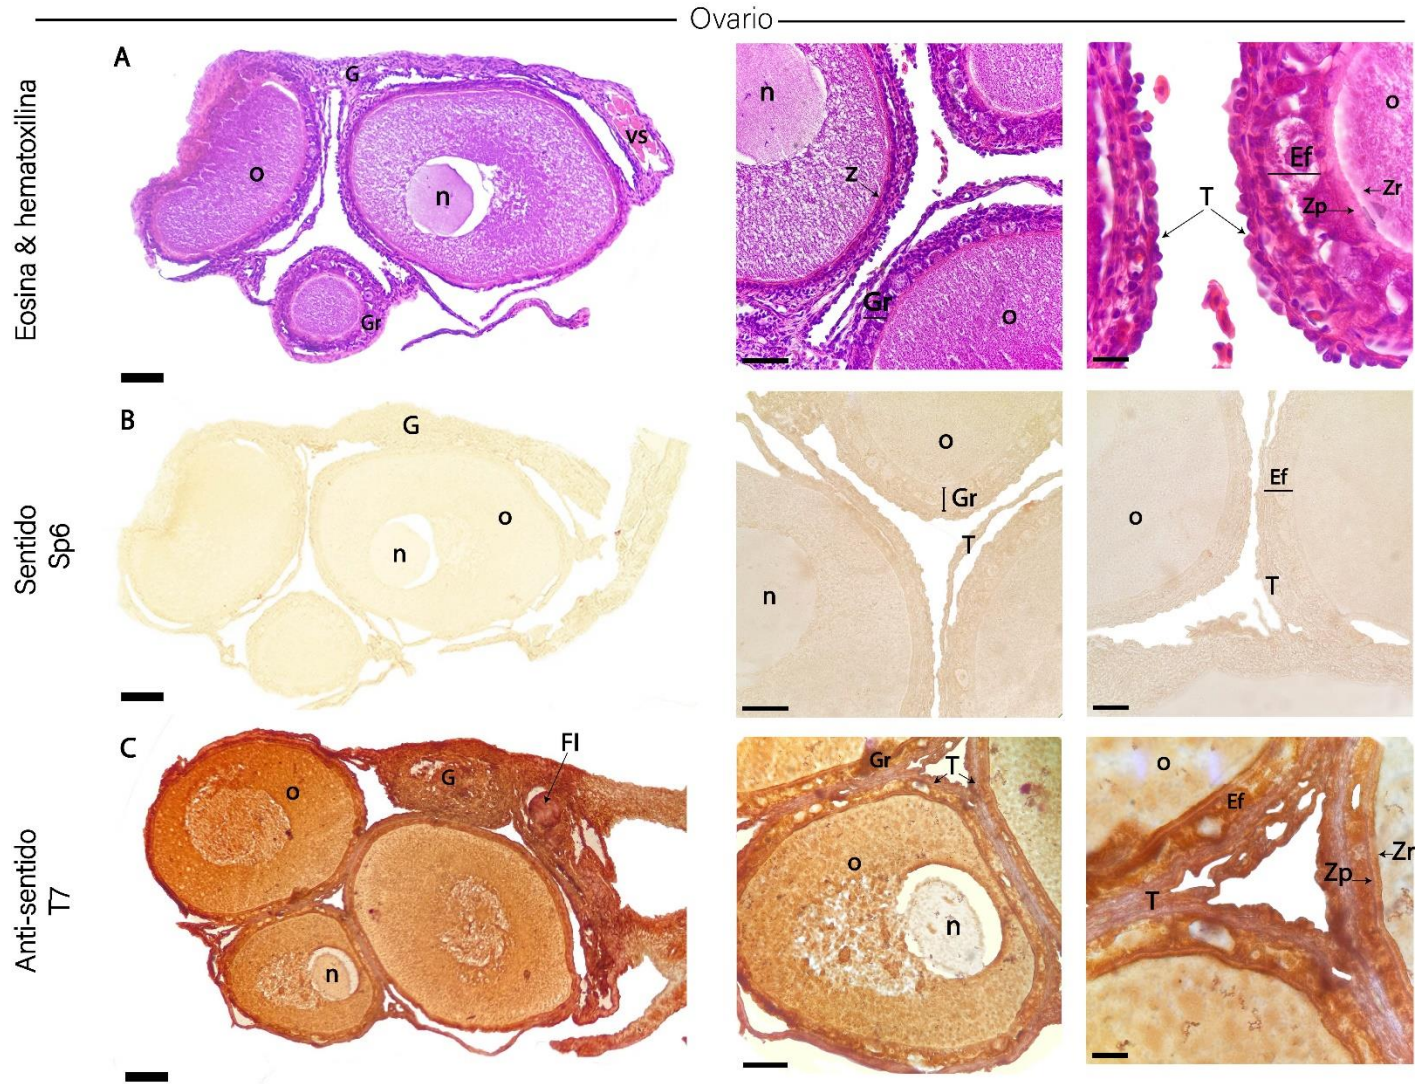 Ovario
Eosina & hematoxilina
A
G
o
n
vs
Gr
n
z
Gr
o
o
Ef
Zr
Zp
T
Sentido
Sp6
B
G
o
n
o
Gr
T
n
Ef
o
T
Anti-sentido
T7
C
FI
G
o
n
Gr
T
o
n
o
Ef
Zr
Zp
T